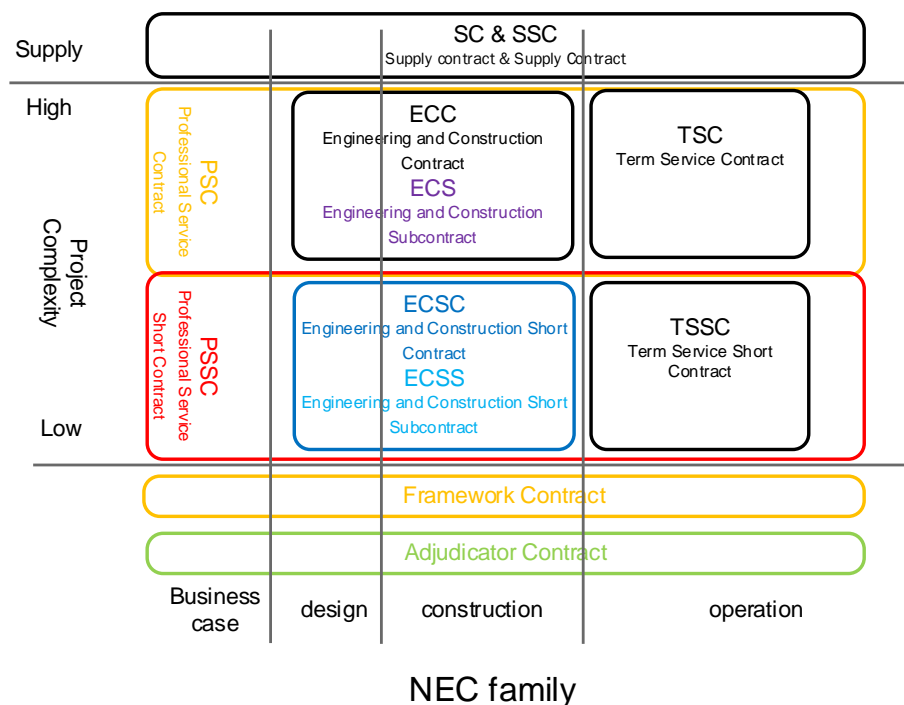 SC & SSC
Supply contract & Supply Contract
Supply
High
Project
Complexity
Low
PSC
Professional Service
Contract
ECC
Engineering and Construction
Contract
ECS
Engineering and Construction
Subcontract
TSC
Term Service Contract
PSSC
Professional Service
Short Contract
ECSC
Engineering and Construction Short
Contract
ECSS
Engineering and Construction Short
Subcontract
TSSC
Term Service Short
Contract
Framework Contract
Adjudicator Contract
Business
case
design
construction
operation
NEC family